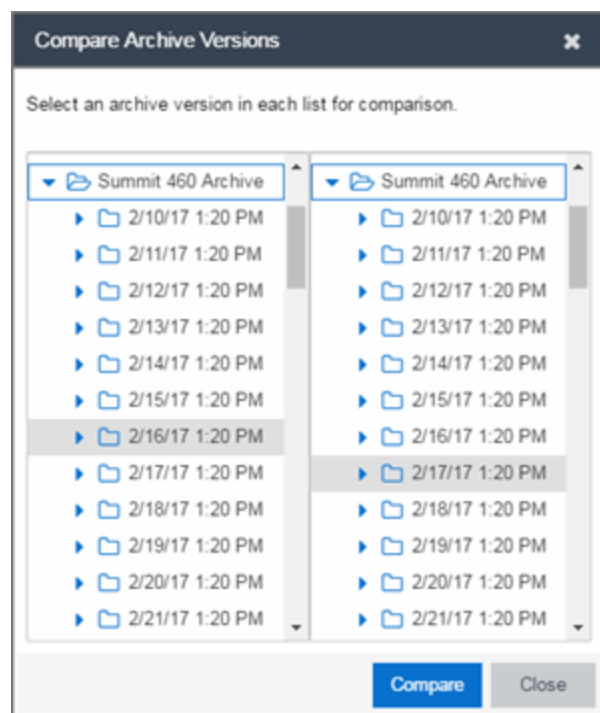 Compare Archive Versions
Select an archive version in each list for comparison.
Summit 460 Archive
2/10/17 1:20 PM
2/11/17 1:20 PM
2/12/17 1:20 PM
2/13/17 1:20 PM
2/14/17 1:20 PM
2/15/17 1:20 PM
2/16/17 1:20 PM
2/17/17 1:20 PM
2/18/17 1:20 PM
2/19/17 1:20 PM
2/20/17 1:20 PM
2/21/17 1:20 PM
Summit 460 Archive
2/10/17 1:20 PM
2/11/17 1:20 PM
2/12/17 1:20 PM
2/13/17 1:20 PM
2/14/17 1:20 PM
2/15/17 1:20 PM
2/16/17 1:20 PM
2/17/17 1:20 PM
2/18/17 1:20 PM
2/19/17 1:20 PM
2/20/17 1:20 PM
2/21/17 1:20 PM
Compare
Close